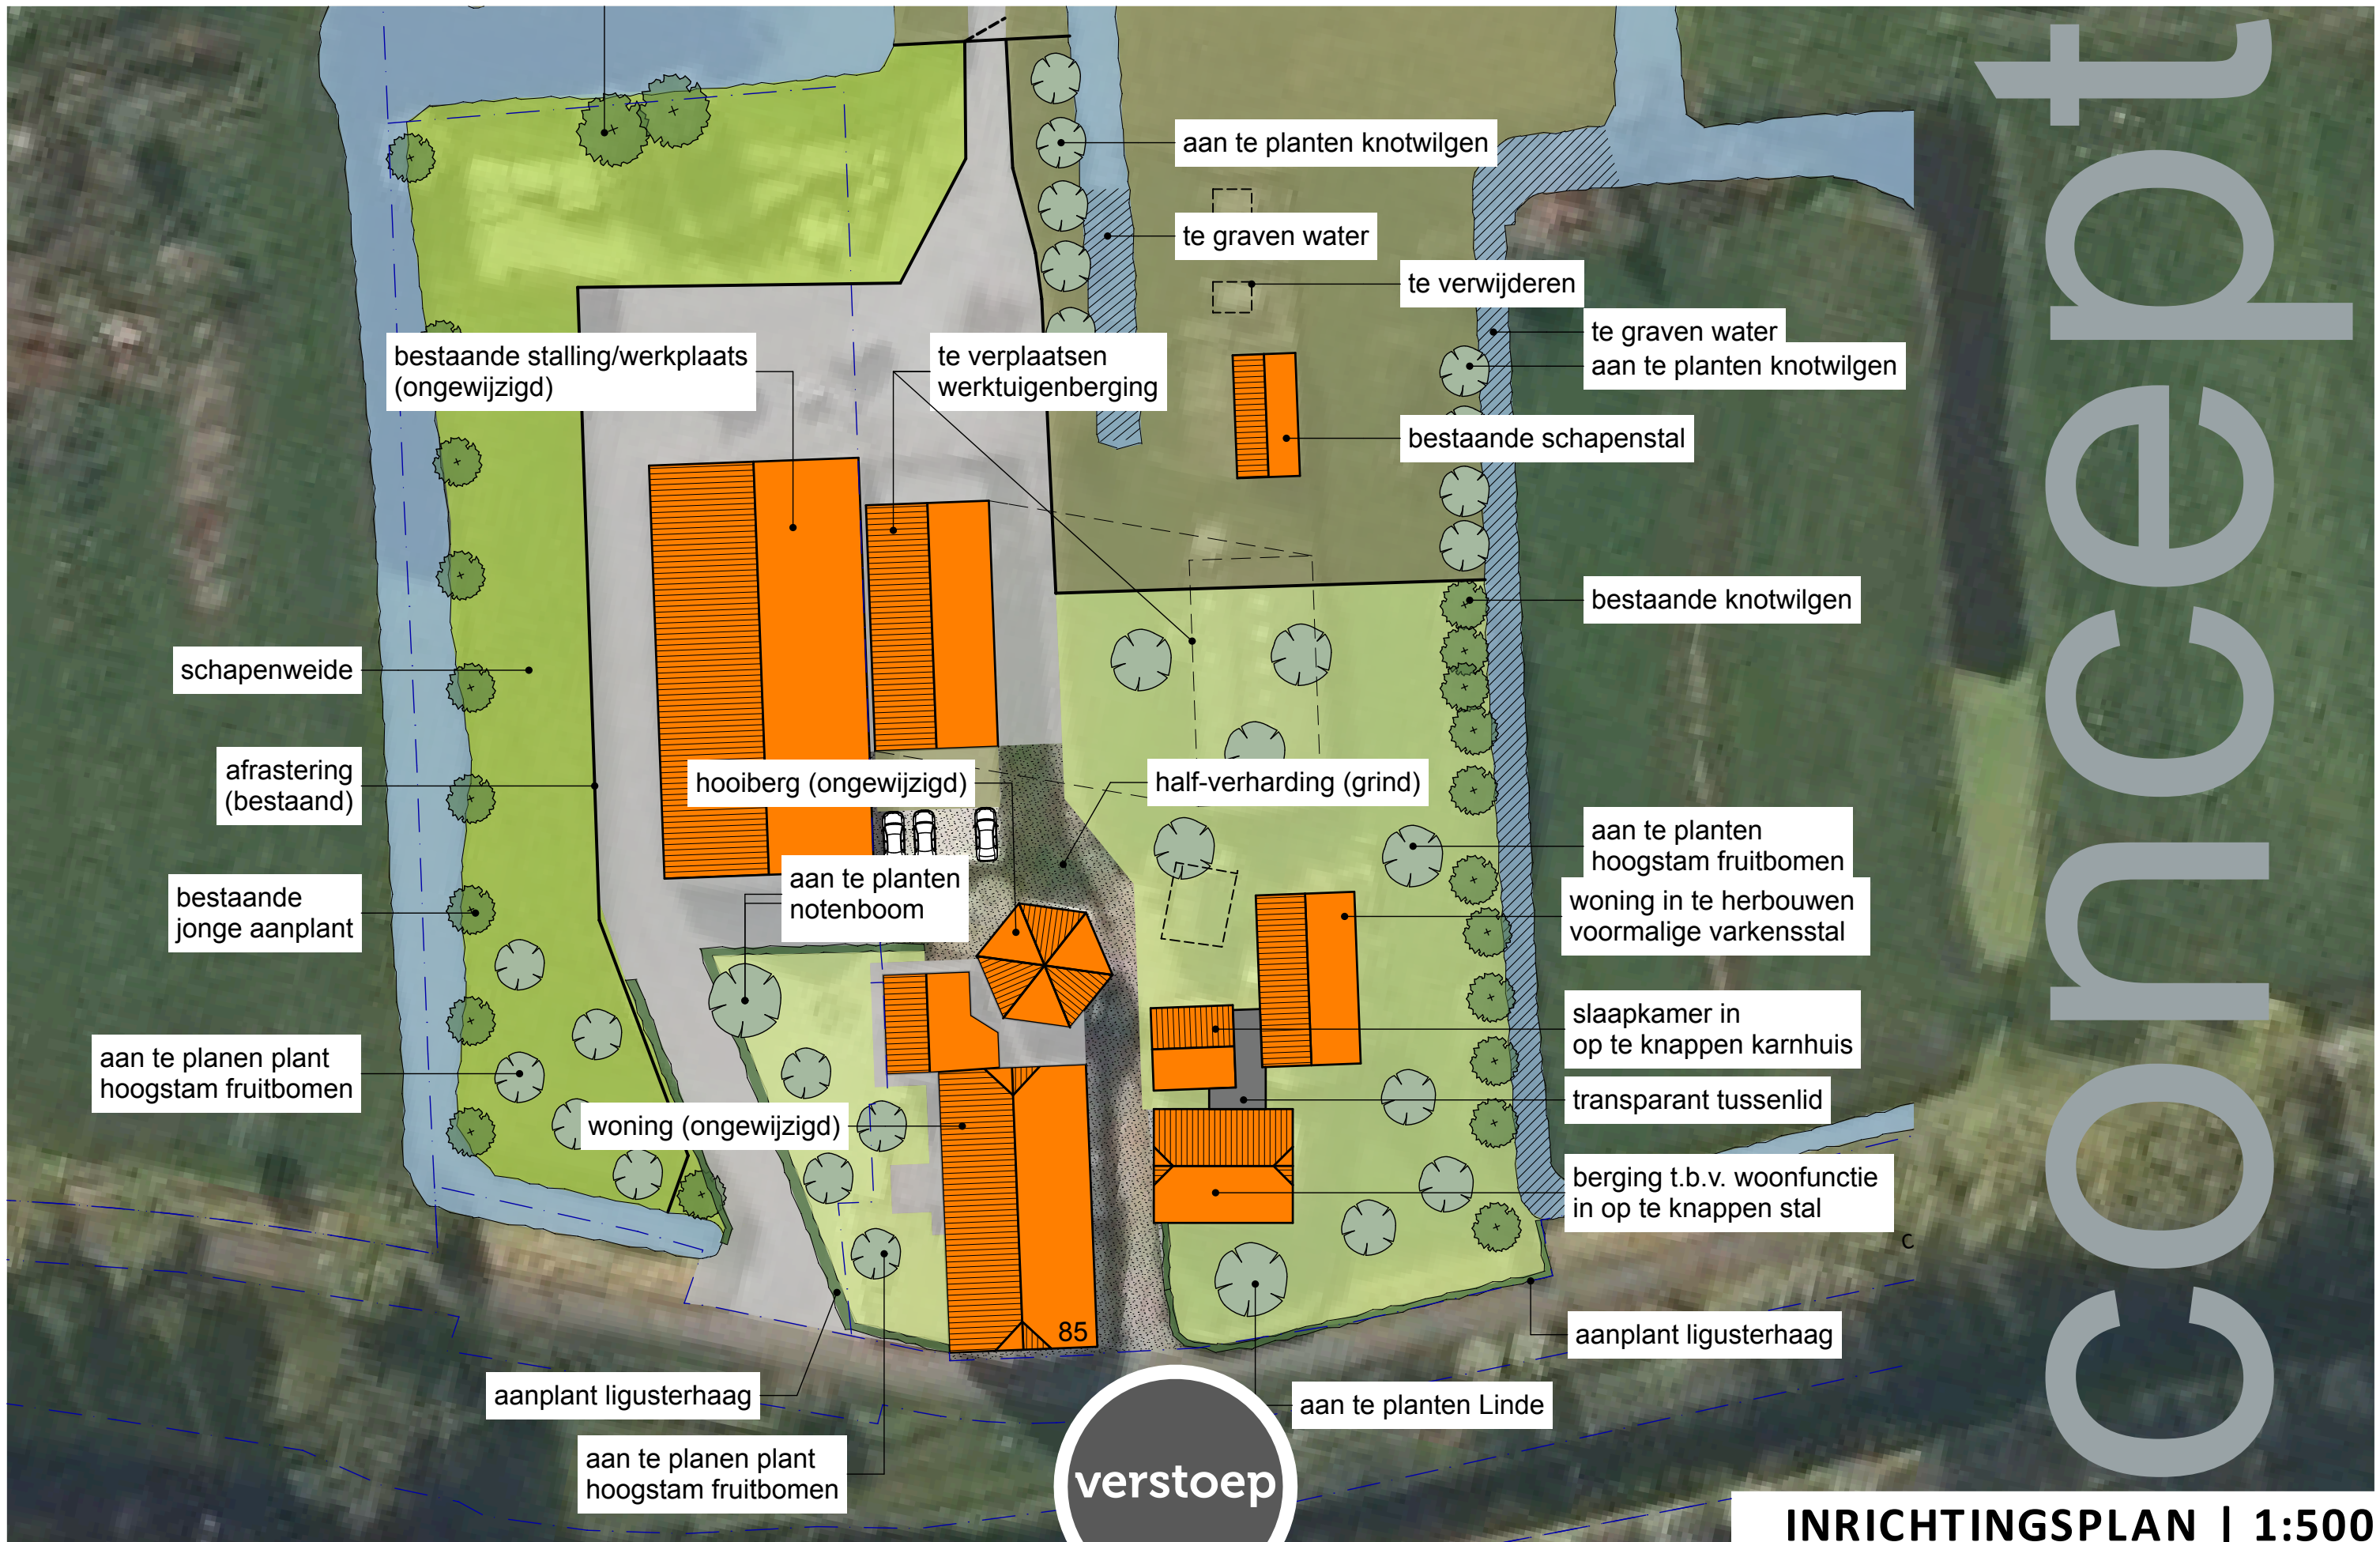 aan te planten knotwilgen
te graven water
te verwijderen
te graven water
aan te planten knotwilgen
bestaande stalling/werkplaats
(ongewijzigd)
te verplaatsen
werktuigenberging
bestaande schapenstal
bestaande knotwilgen
schapenweide
afrastering
(bestaand)
hooiberg (ongewijzigd)
half-verharding (grind)
aan te planten
hoogstam fruitbomen
aan te planten
notenboom
bestaande
jonge aanplant
woning in te herbouwen
voormalige varkensstal
slaapkamer in
op te knappen karnhuis
aan te planen plant
hoogstam fruitbomen
transparant tussenlid
woning (ongewijzigd)
berging t.b.v. woonfunctie
in op te knappen stal
c
85
aanplant ligusterhaag
aanplant ligusterhaag
aan te planten Linde
aan te planen plant
hoogstam fruitbomen
verstoep
concept
INRICHTINGSPLAN | 1:500